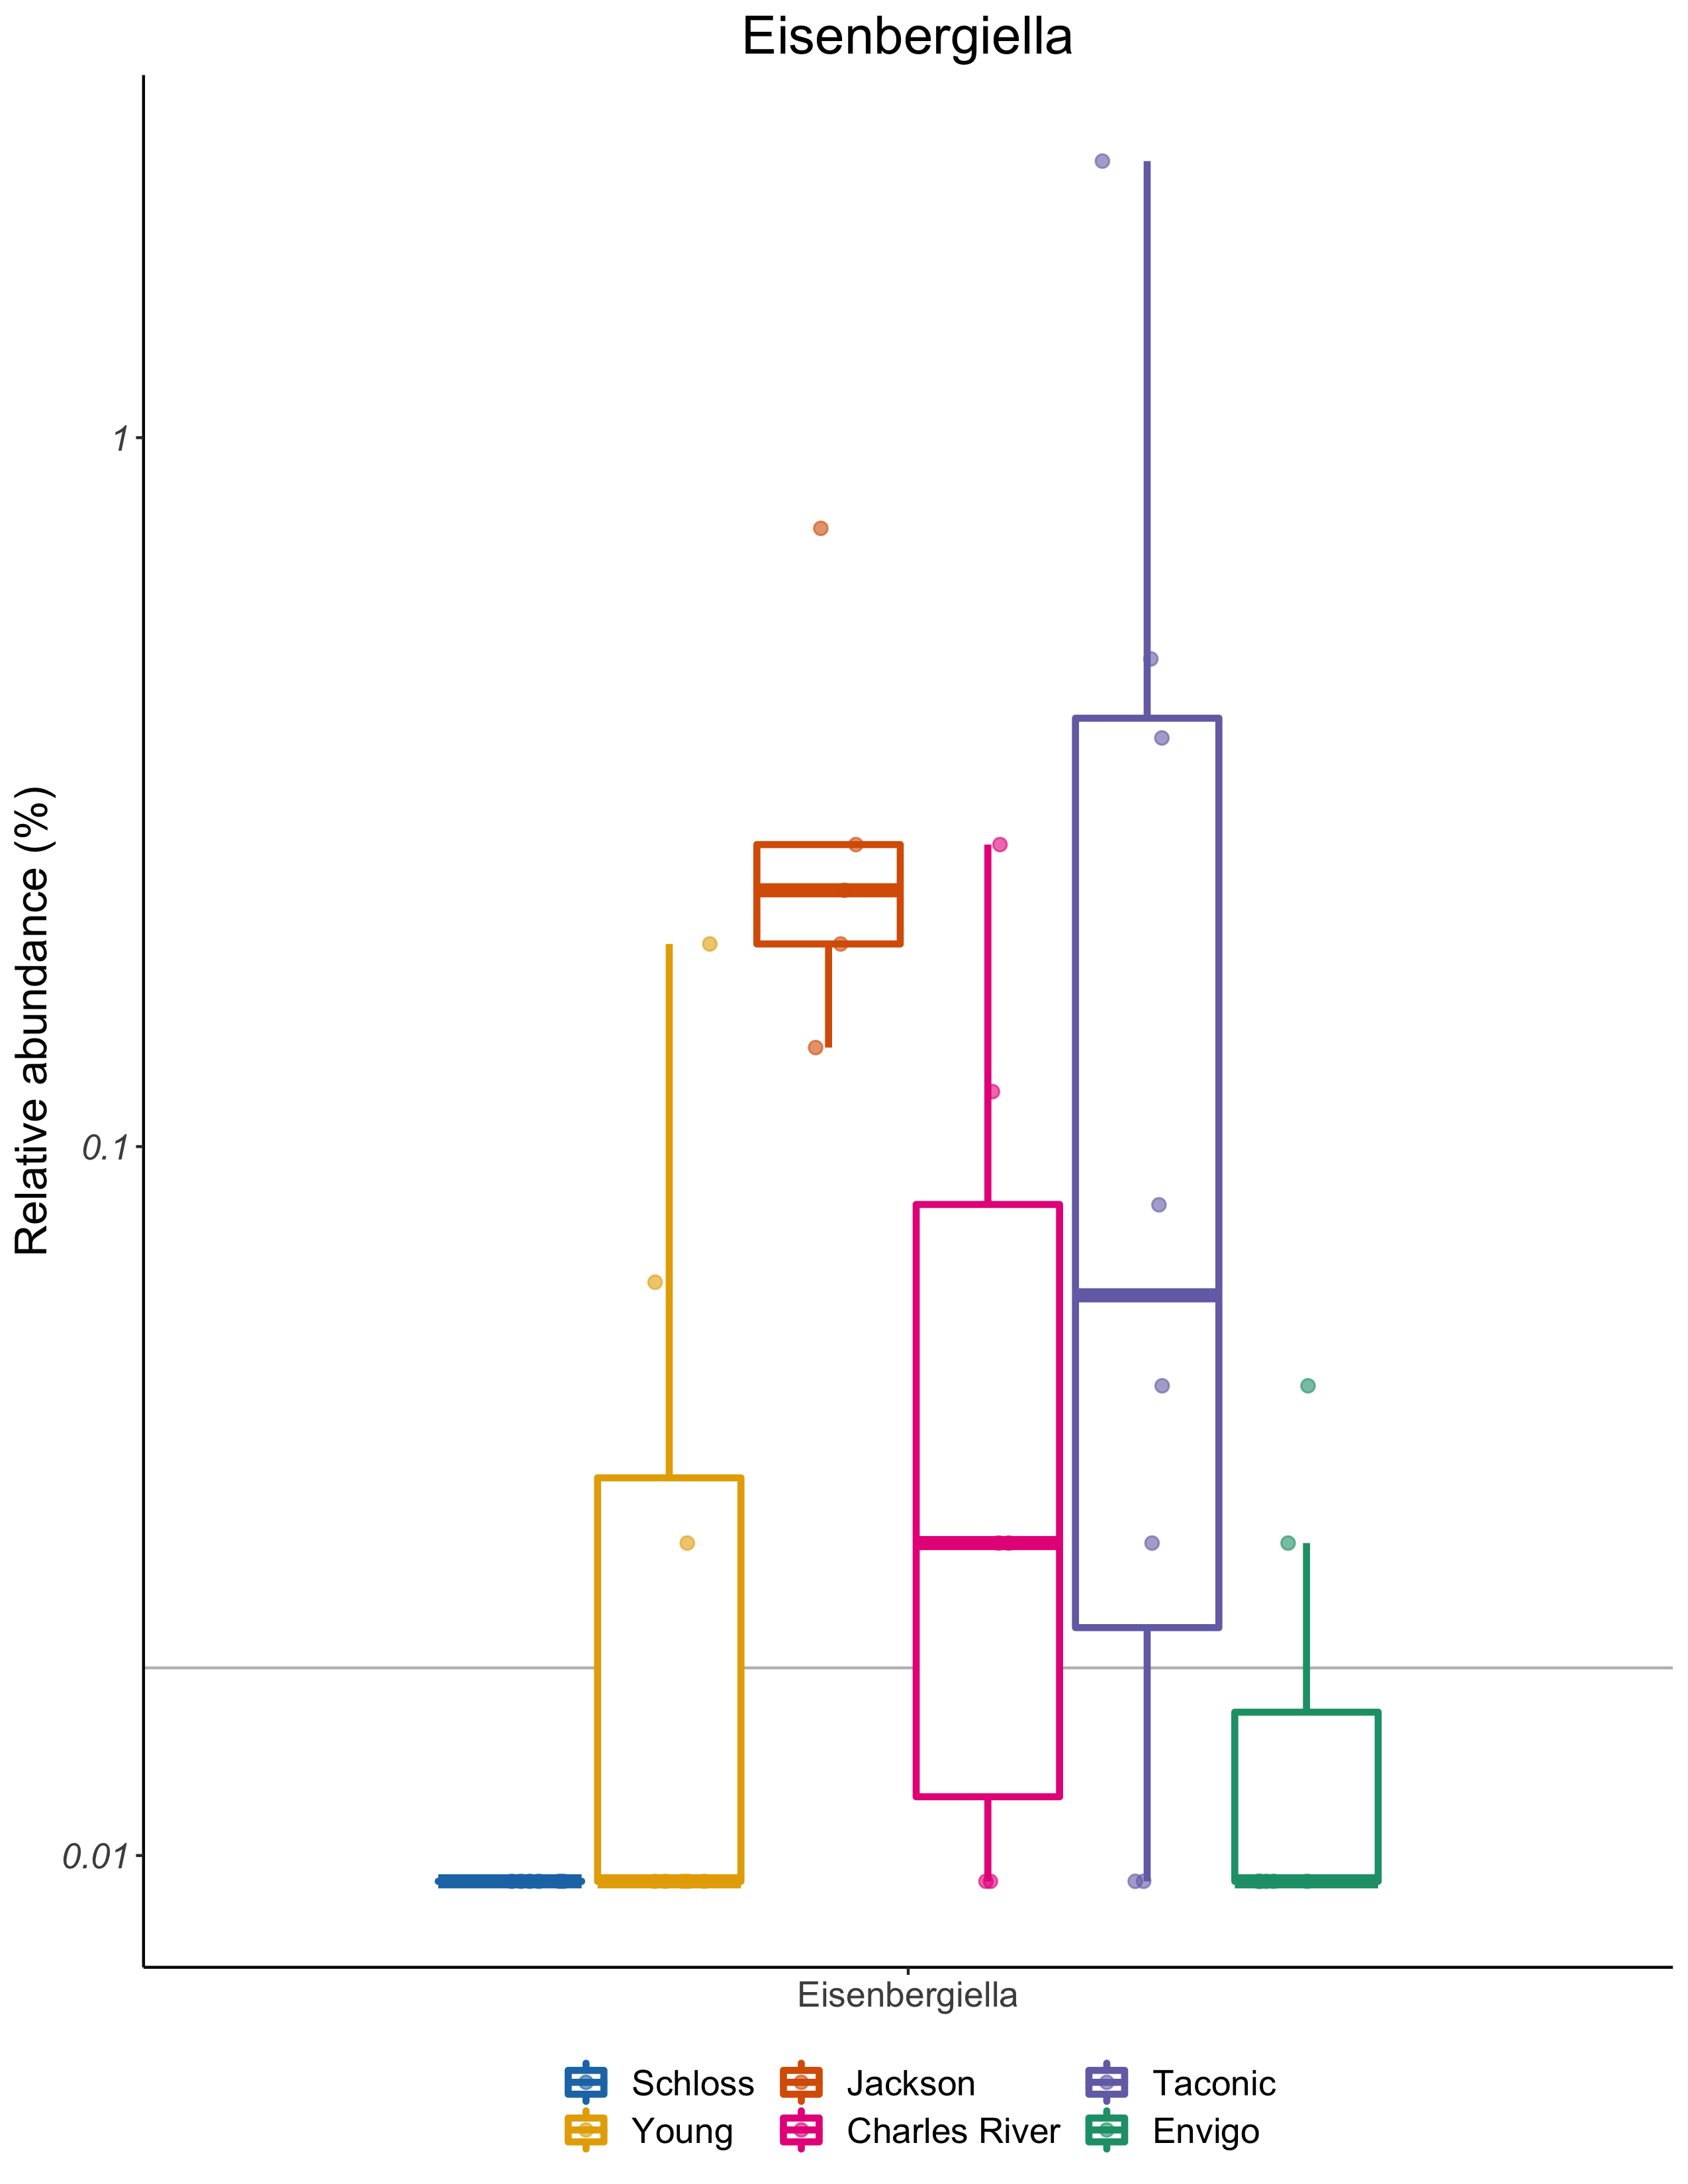 Eisenbergiella
Relative abundance (%)
1
0.1
0.01
Eisenbergiella
Schloss
Jackson
Taconic
Young
Charles River
Envigo